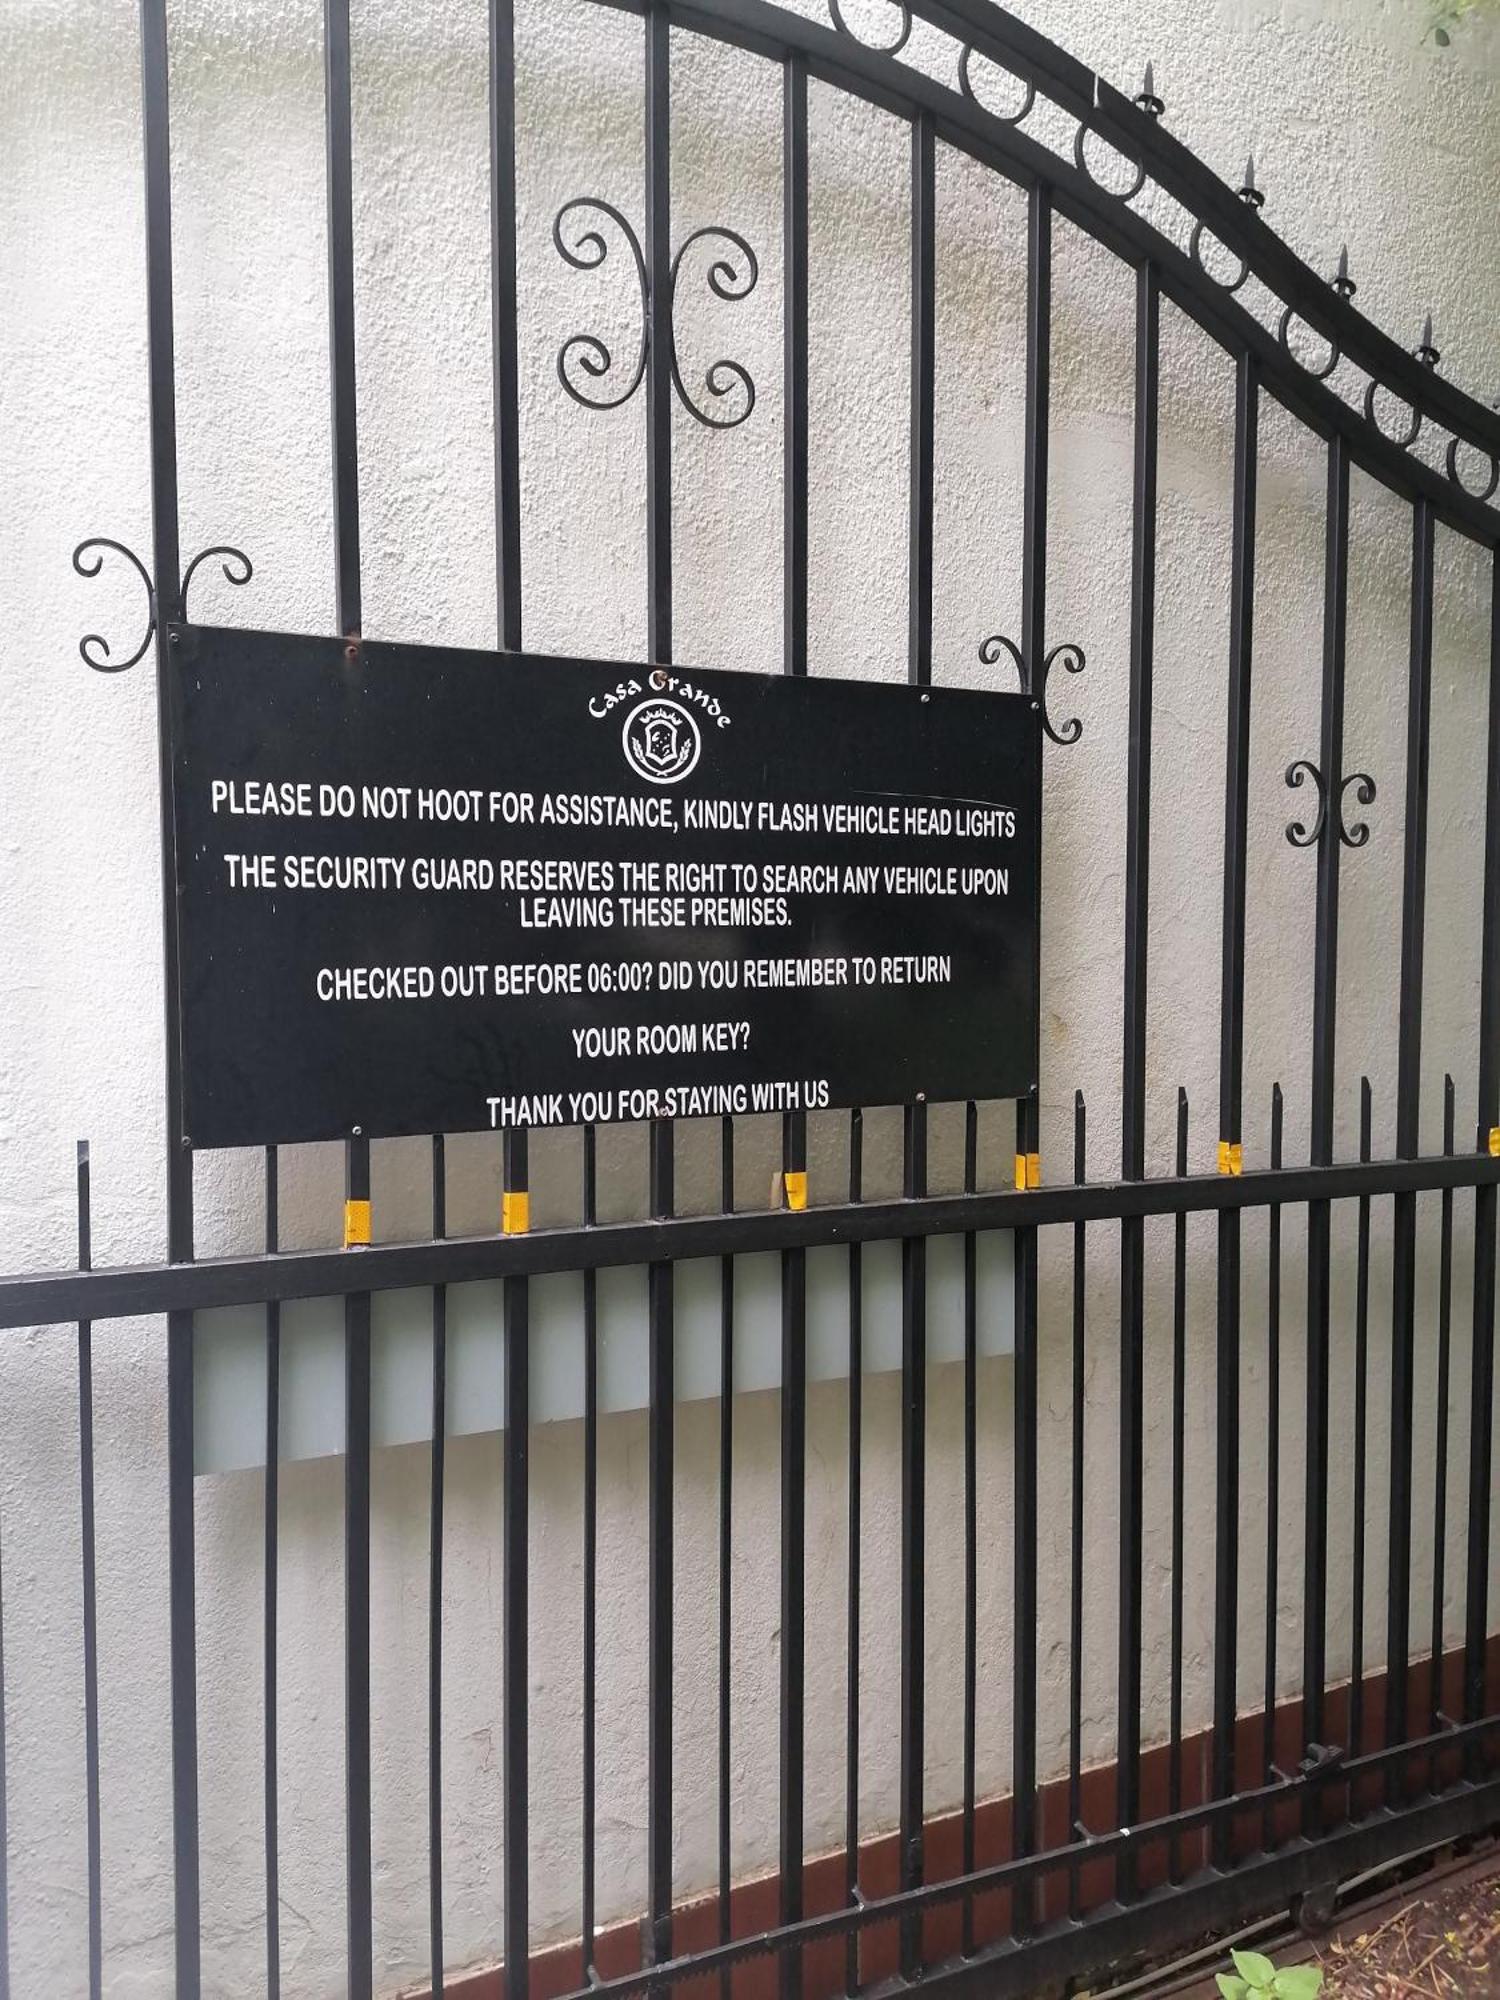 Casa Grande
PLEASE DO NOT HOOT FOR ASSISTANCE, KINDLY FLASH VEHICLE HEAD LIGHTS
THE SECURITY GUARD RESERVES THE RIGHT TO SEARCH ANY VEHICLE UPON
LEAVING THESE PREMISES.
CHECKED OUT BEFORE 06:00? DID YOU REMEMBER TO RETURN
YOUR ROOM KEY?
THANK YOU FOR STAYING WITH US